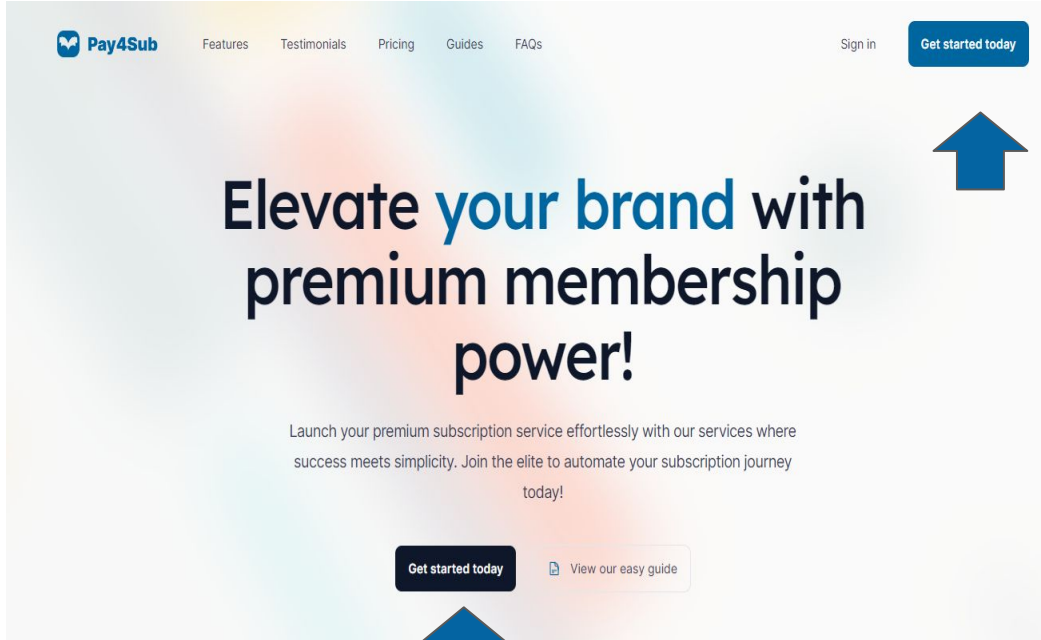 Pay4Sub
Features
Testimonials
Pricing
Guides
FAQs
Sign in
Get started today
Elevate your brand with
premium membership
power!
Launch your premium subscription service effortlessly with our services where
success meets simplicity. Join the elite to automate your subscription journey
today!
Get started today
View our easy guide